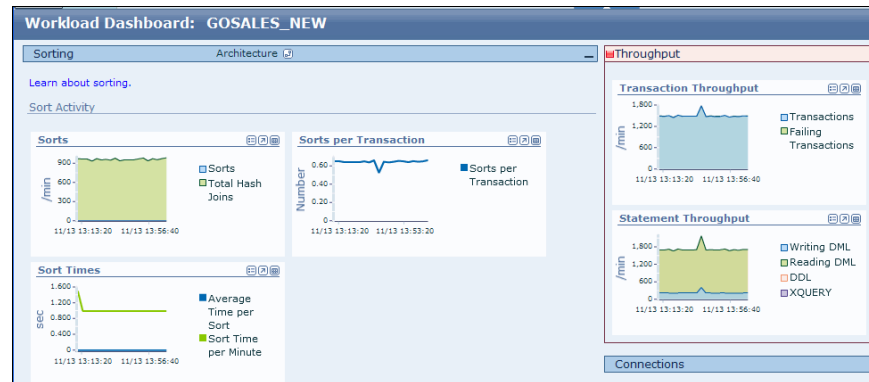 Workload Dashboard: GOSALES_NEW
Sorting
Architecture
Learn about sorting.
Sort Activity
Sorts
/min
900
600
300
0
11/13 13:13:20 11/13 13:56:40
Sorts
Total Hash
Joins
Sorts per Transaction
Number
0.60
0.40
0.20
0
11/13 13:13:20 11/13 13:53:20
Sorts per
Transaction
Sort Times
sec
1.600
1.200
0.800
0.400
0
11/13 13:13:20 11/13 13:56:40
Average
Time per
Sort
Sort Time
per Minute
Throughput
Transaction Throughput
/min
1,800
1,200
600
0
11/13 13:13:20 11/13 13:56:40
Transactions
Failing
Transactions
Statement Throughput
/min
1,800
1,200
600
0
11/13 13:13:20 11/13 13:56:40
Writing DML
Reading DML
DDL
XQUERY
Connections